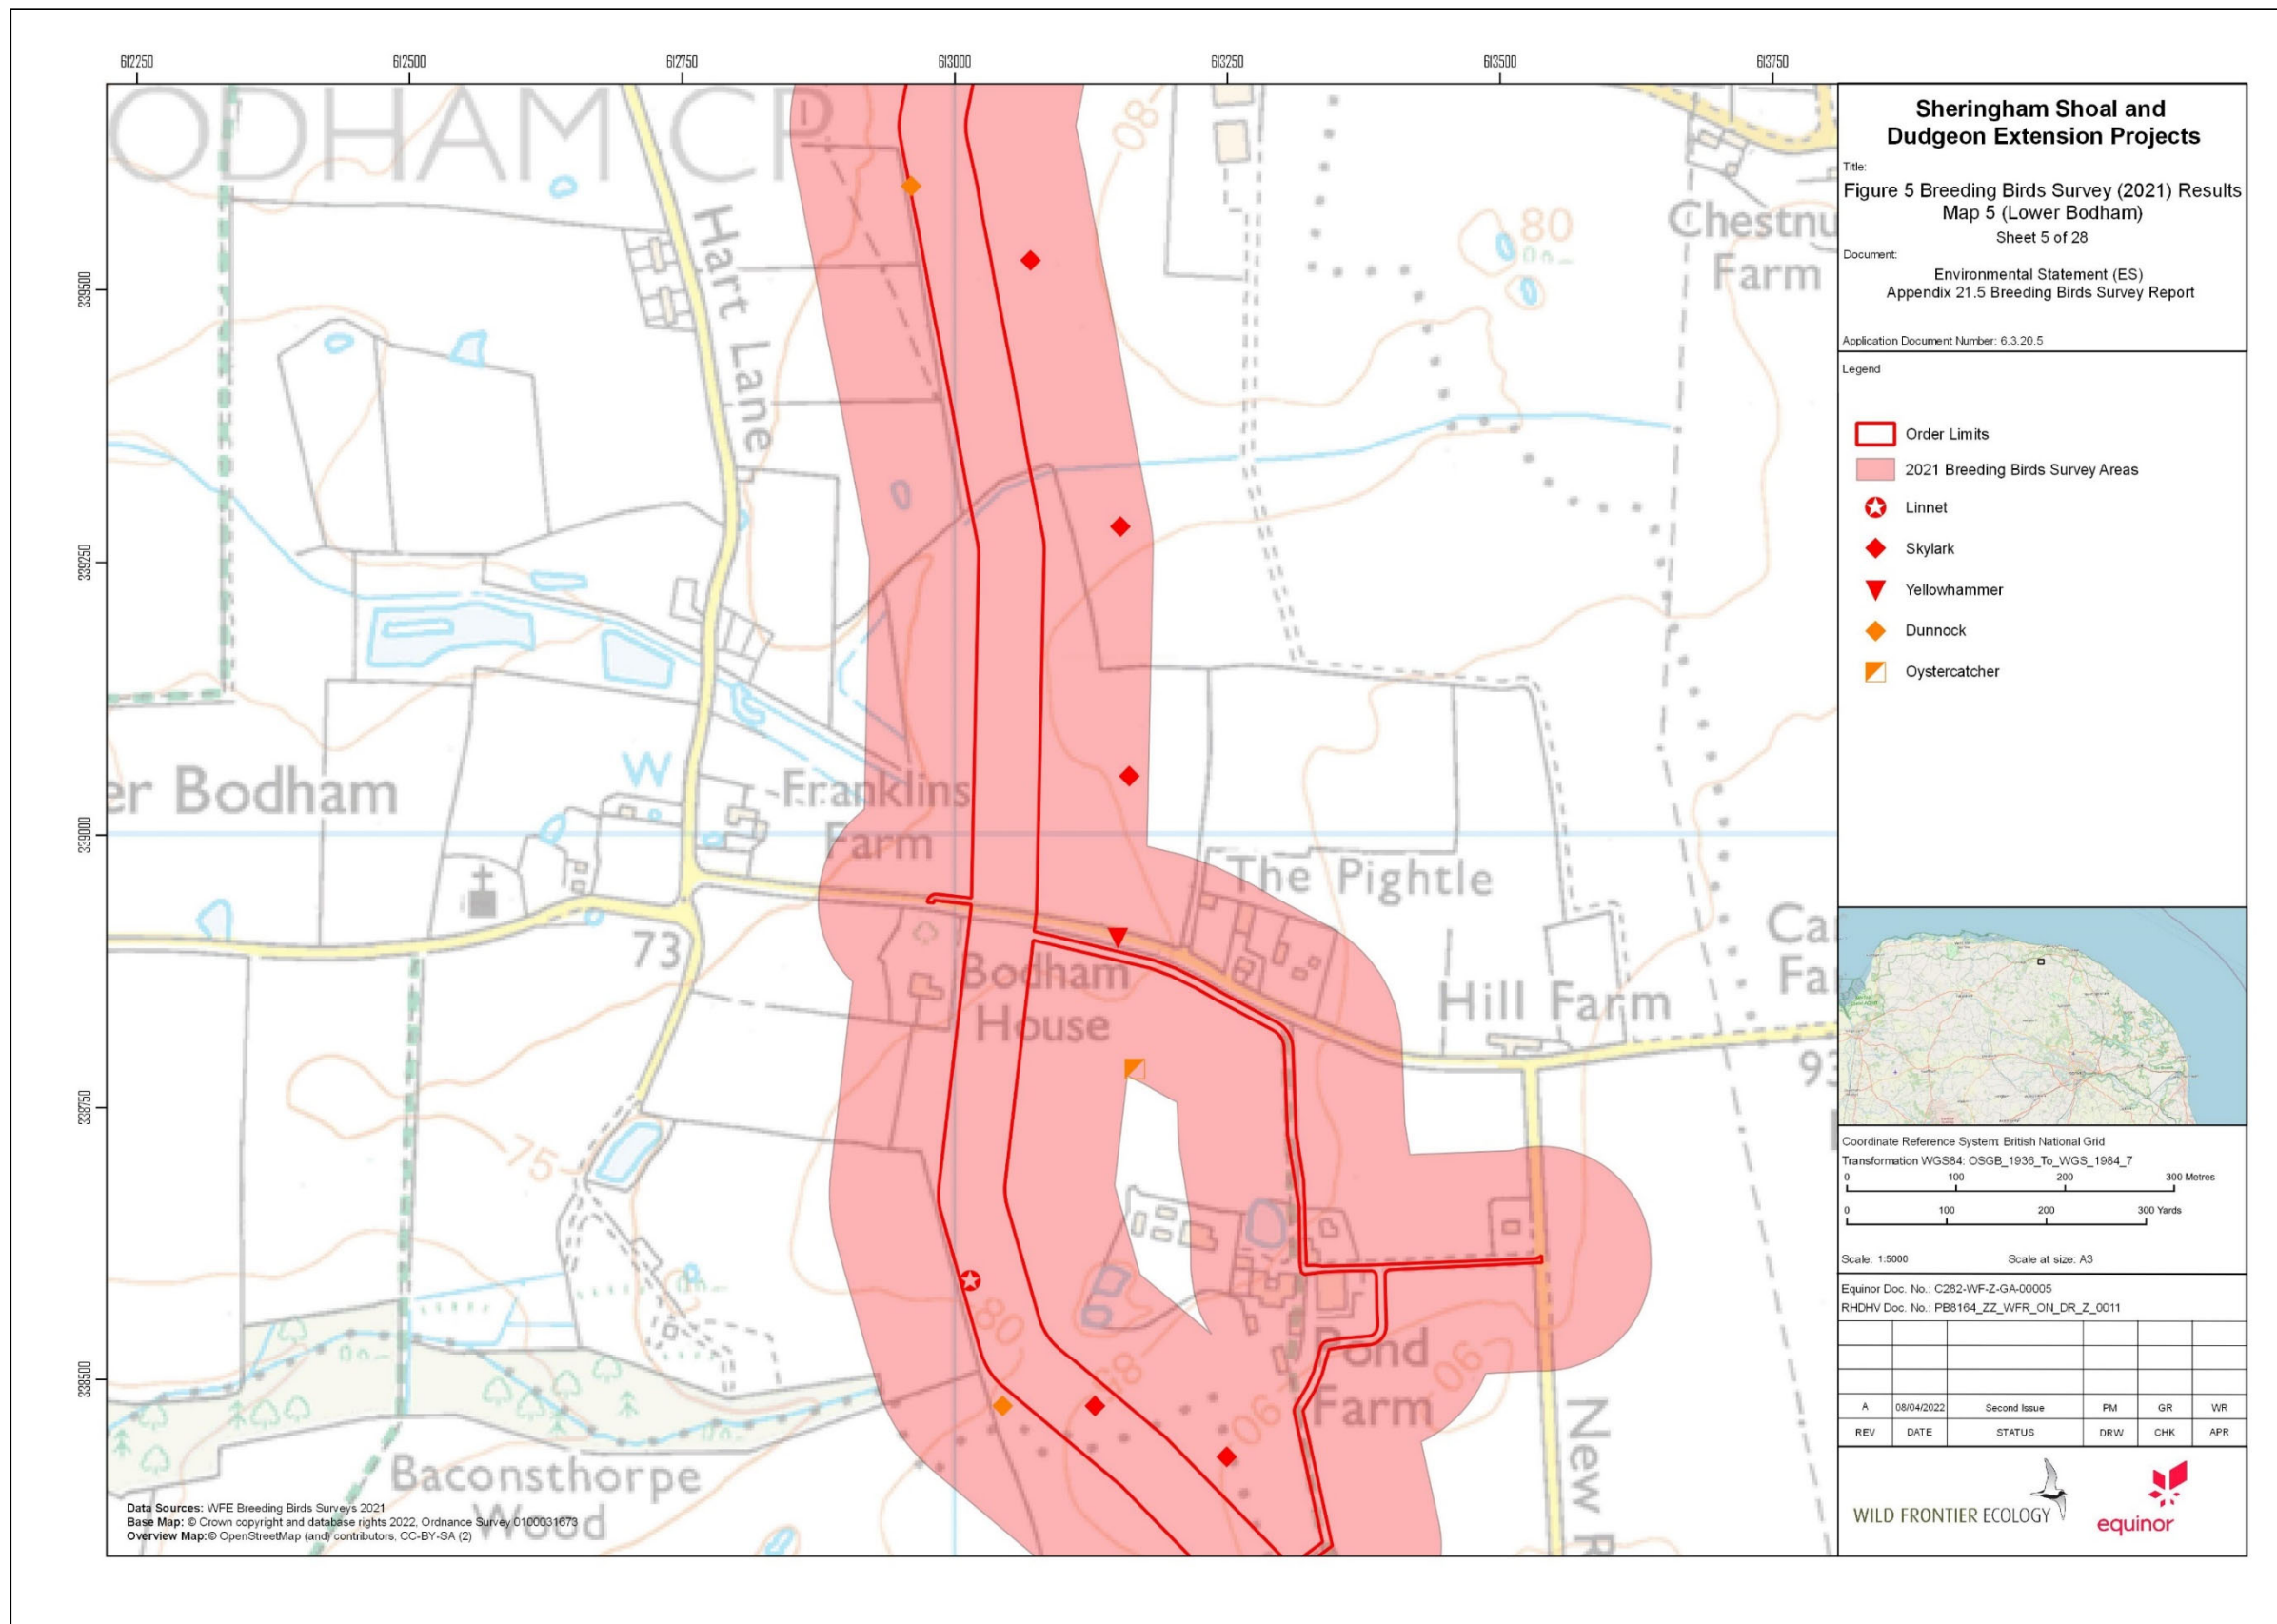 612250 612500 612750 613000 613250 613500 613750
339500
339250
339000
338750
338500
ODHAM CP
Hart Lane
08
80
Chestnu
Farm
er Bodham
W
Franklins
Farm
The Pightle
73
Bodham
House
Hill Farm
Ca
Fa
93
75
80
85
90
90
Pond
Farm
New R
Baconsthorpe
Wood
Data Sources: WFE Breeding Birds Surveys 2021
Base Map: © Crown copyright and database rights 2022, Ordnance Survey 0100031673
Overview Map:© OpenStreetMap (and) contributors, CC-BY-SA (2)
Sheringham Shoal and
Dudgeon Extension Projects
Title:
Figure 5 Breeding Birds Survey (2021) Results
Map 5 (Lower Bodham)
Sheet 5 of 28
Document:
Environmental Statement (ES)
Appendix 21.5 Breeding Birds Survey Report
Application Document Number: 6.3.20.5
Legend
Order Limits
2021 Breeding Birds Survey Areas
Linnet
Skylark
Yellowhammer
Dunnock
Oystercatcher
Coordinate Reference System: British National Grid
Transformation WGS84: OSGB_1936_To_WGS_1984_7
0 100 200 300 Metres
0 100 200 300 Yards
Scale: 1:5000 Scale at size: A3
Equinor Doc. No.: C282-WF-Z-GA-00005
RHDHV Doc. No.: PB8164_ZZ_WFR_ON_DR_Z_0011
A 08/04/2022 Second Issue PM GR WR
REV DATE STATUS DRW CHK APR
WILD FRONTIER ECOLOGY
equinor